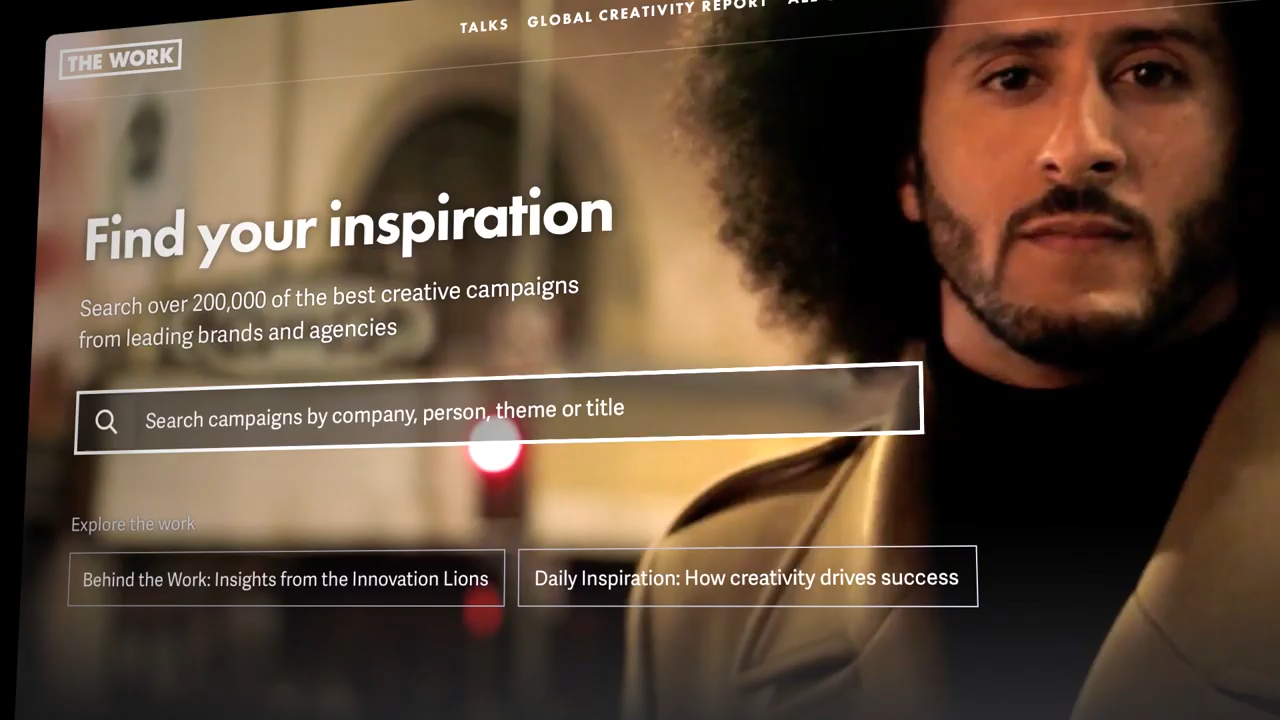 TALKS GLOBAL CREATIVITY REPORT
THE WORK
Find your inspiration
Search over 200,000 of the best creative campaigns
from leading brands and agencies
Search campaigns by company, person, theme or title
Explore the work
Behind the Work: Insights from the Innovation Lions
Daily Inspiration: How creativity drives success